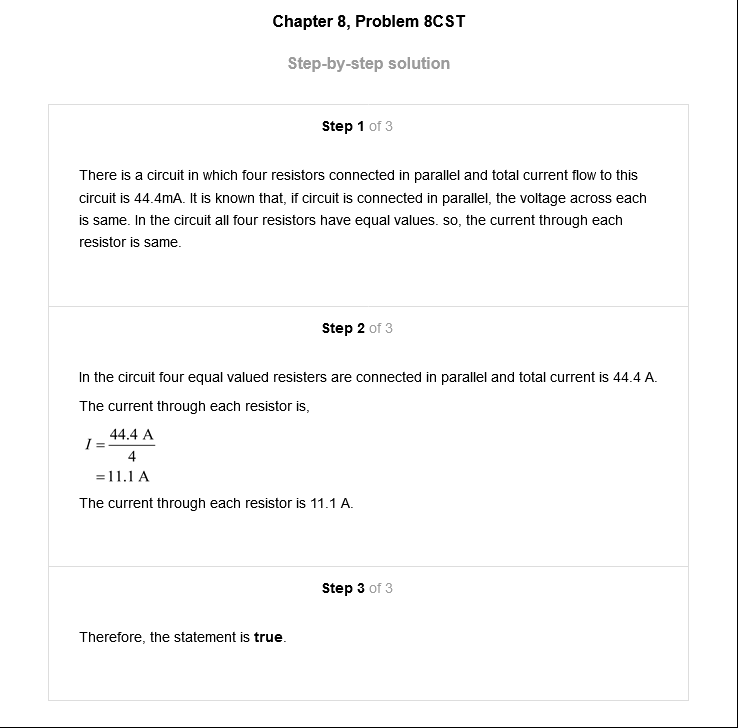 Chapter 8, Problem 8CST
Step-by-step solution
Step 1 of 3
There is a circuit in which four resistors connected in parallel and total current flow to this
circuit is 44.4mA. It is known that, if circuit is connected in parallel, the voltage across each
is same. In the circuit all four resistors have equal values. so, the current through each
resistor is same.
Step 2 of 3
In the circuit four equal valued resisters are connected in parallel and total current is 44.4 A.
The current through each resistor is,
I = 44.4 A / 4
= 11.1 A
The current through each resistor is 11.1 A.
Step 3 of 3
Therefore, the statement is true.